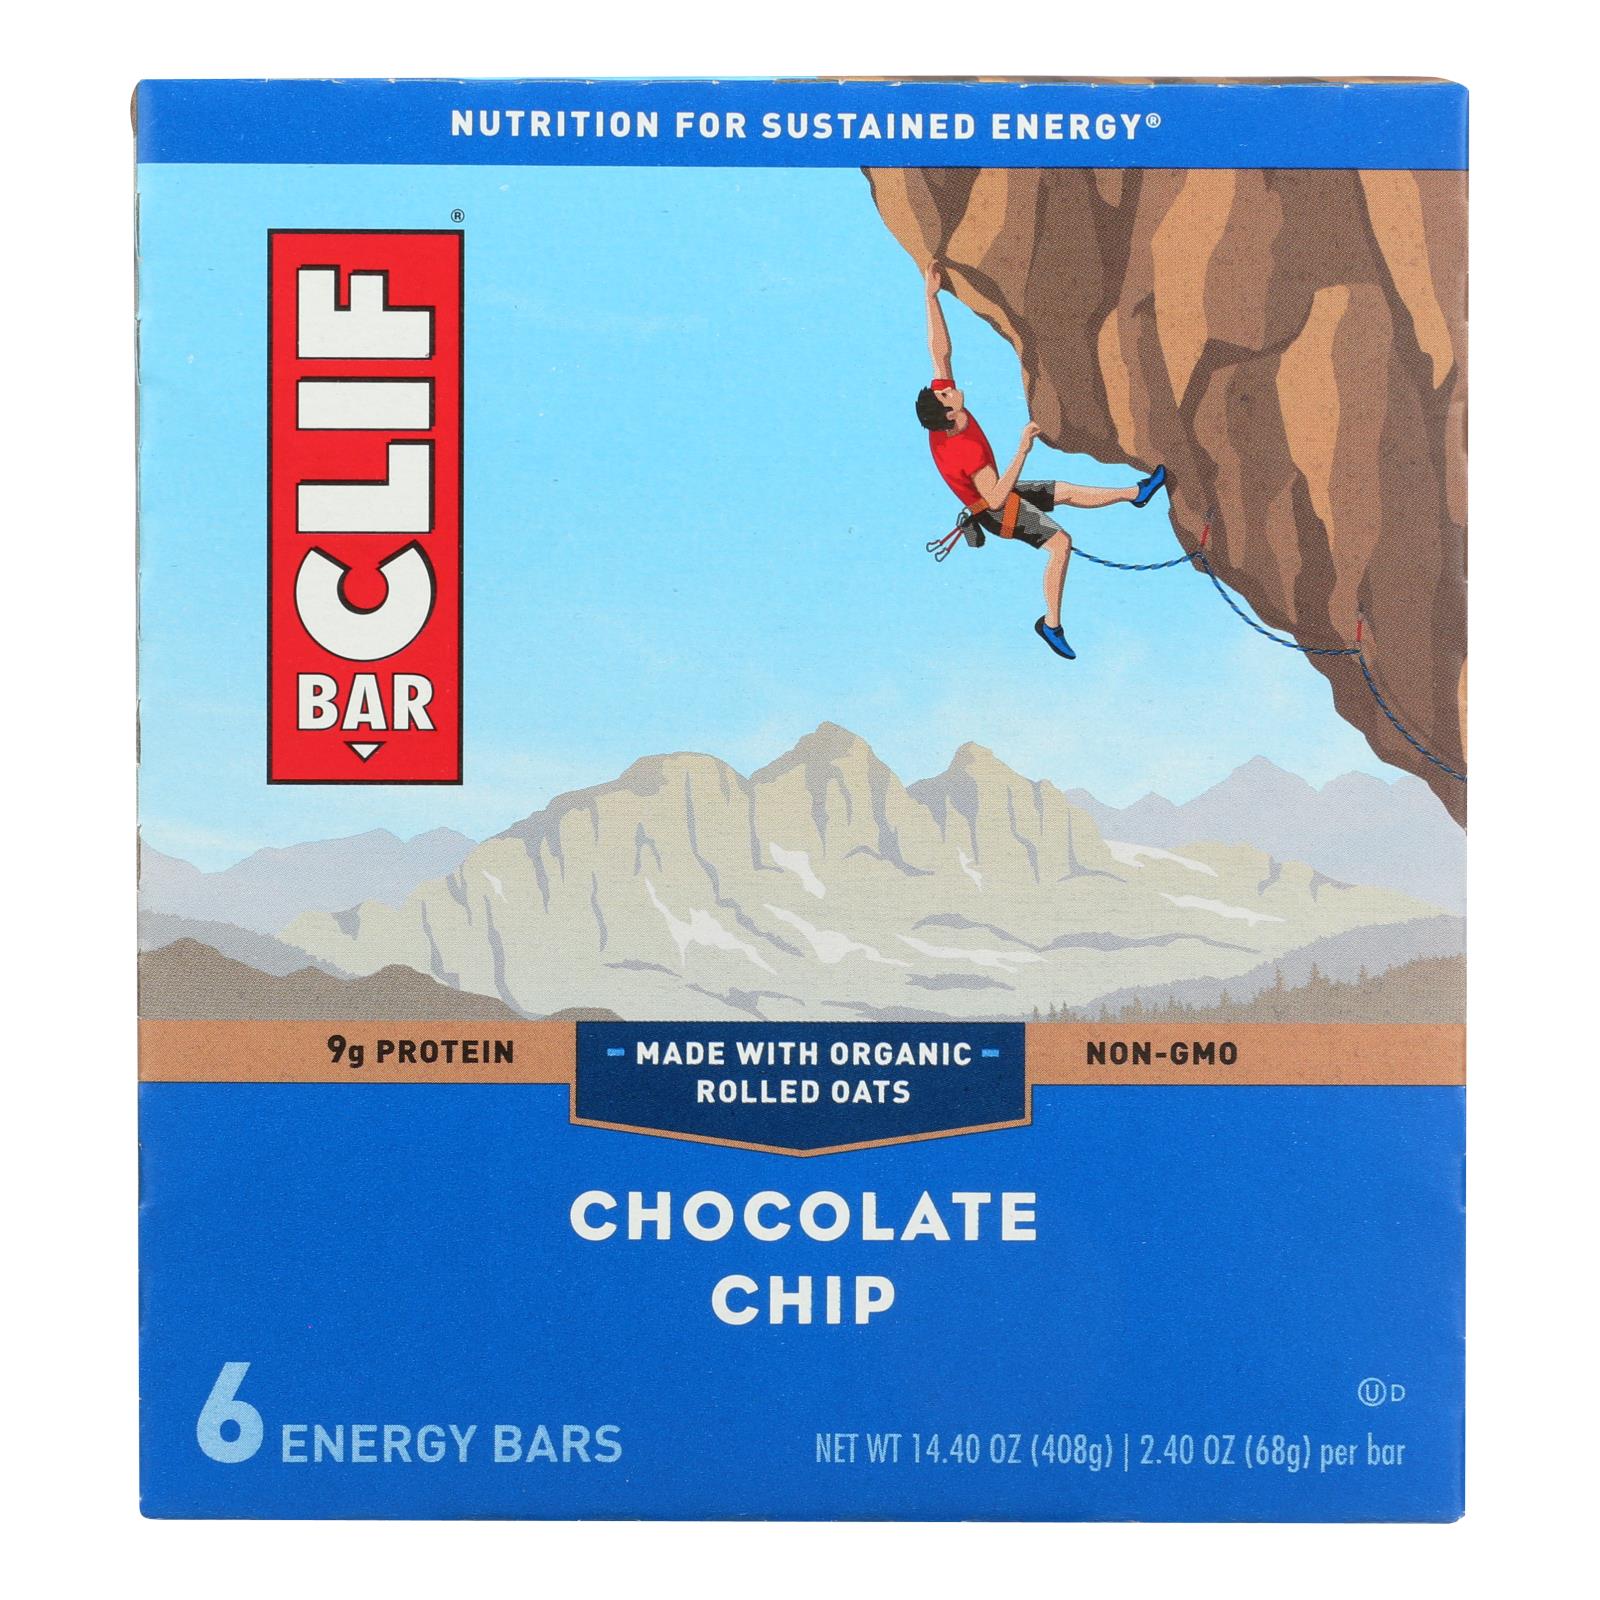 NUTRITION FOR SUSTAINED ENERGY®
CLIF®
BAR
9g PROTEIN
MADE WITH ORGANIC
ROLLED OATS
NON-GMO
CHOCOLATE
CHIP
6 ENERGY BARS
U D
NET WT 14.40 OZ (408g) | 2.40 OZ (68g) per bar